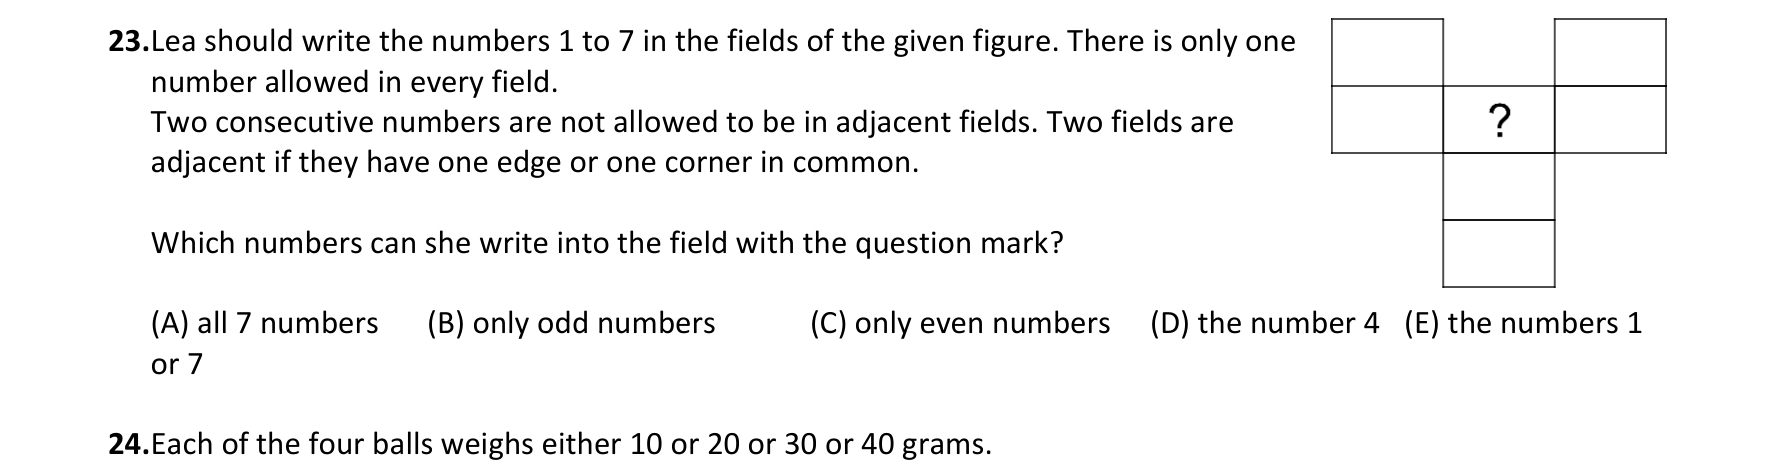 23.Lea should write the numbers 1 to 7 in the fields of the given figure. There is only one
number allowed in every field.
Two consecutive numbers are not allowed to be in adjacent fields. Two fields are
adjacent if they have one edge or one corner in common.
?
Which numbers can she write into the field with the question mark?
(A) all 7 numbers (B) only odd numbers (C) only even numbers (D) the number 4 (E) the numbers 1
or 7
24.Each of the four balls weighs either 10 or 20 or 30 or 40 grams.